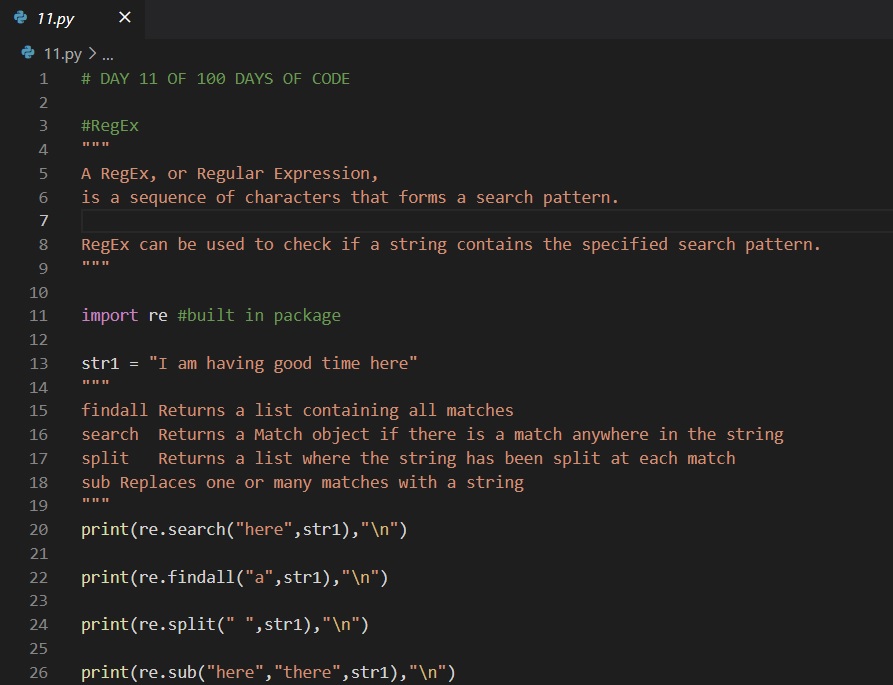 11.py
11.py > ...
1 # DAY 11 OF 100 DAYS OF CODE
2
3 #RegEx
4 """
5 A RegEx, or Regular Expression,
6 is a sequence of characters that forms a search pattern.
7
8 RegEx can be used to check if a string contains the specified search pattern.
9 """
10
11 import re #built in package
12
13 str1 = "I am having good time here"
14 """
15 findall Returns a list containing all matches
16 search  Returns a Match object if there is a match anywhere in the string
17 split   Returns a list where the string has been split at each match
18 sub Replaces one or many matches with a string
19 """
20 print(re.search("here",str1),"\n")
21
22 print(re.findall("a",str1),"\n")
23
24 print(re.split(" ",str1),"\n")
25
26 print(re.sub("here","there",str1),"\n")